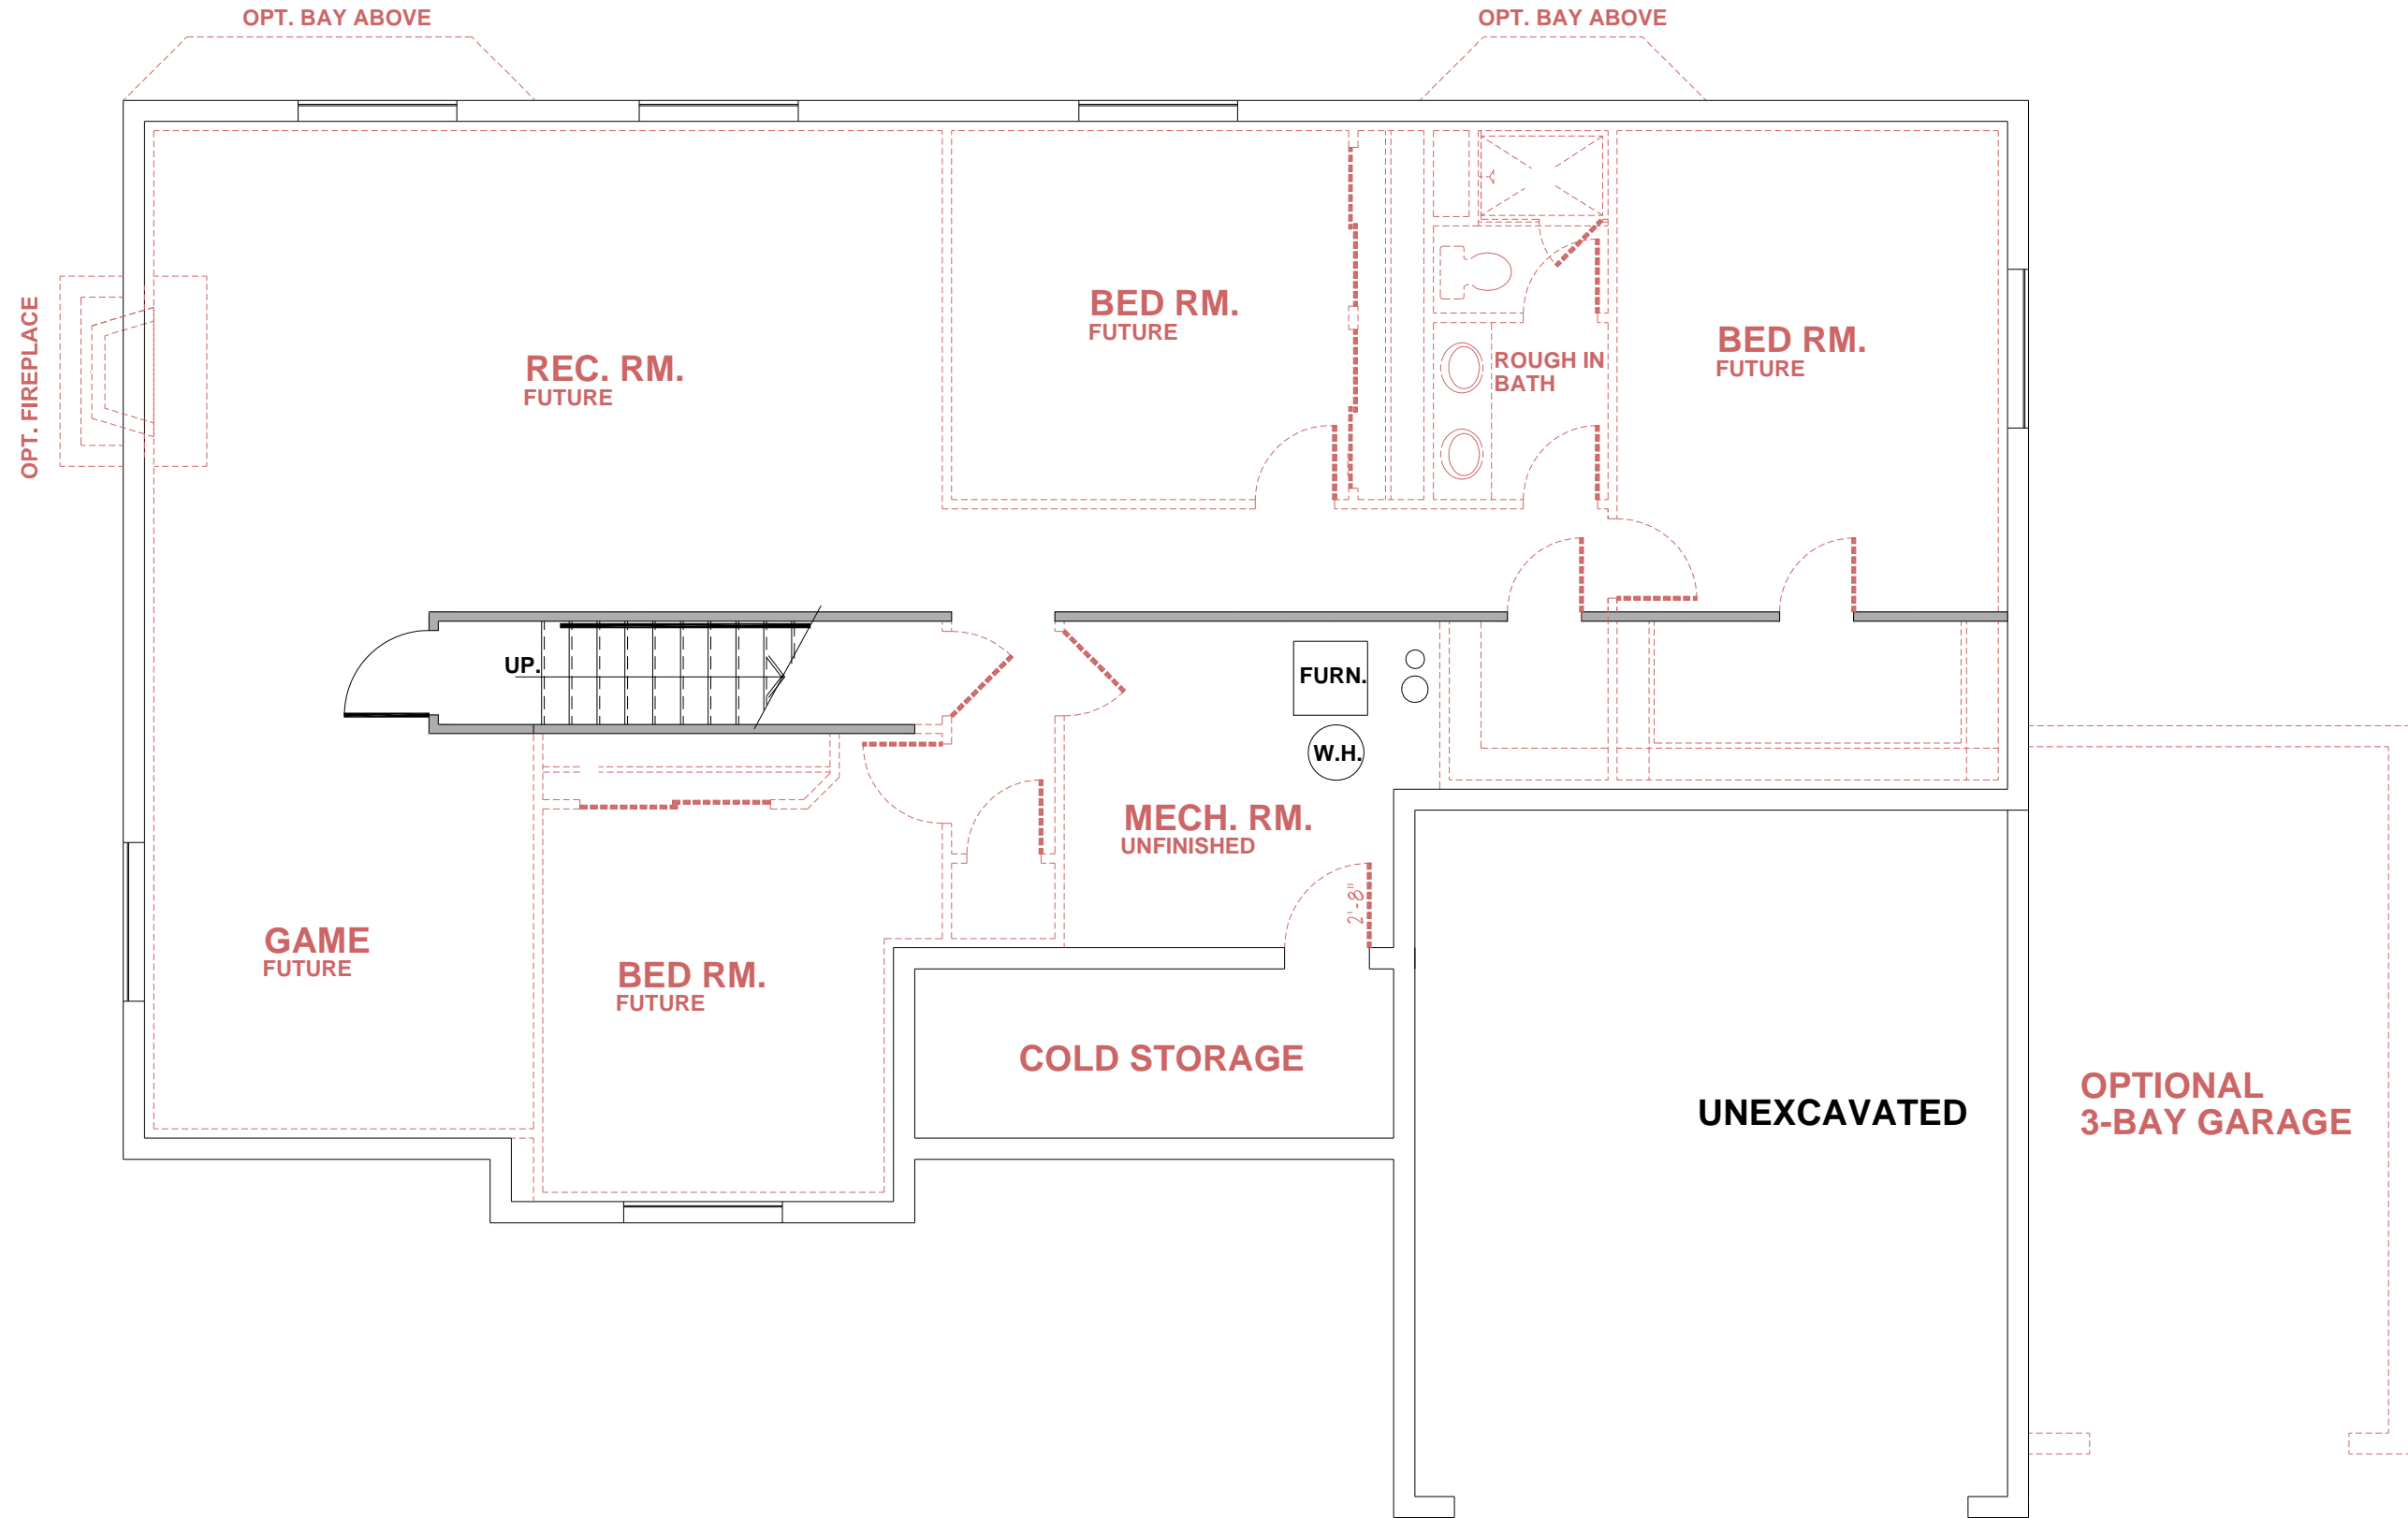 OPT. BAY ABOVE
OPT. BAY ABOVE
OPT. FIREPLACE
REC. RM.
FUTURE
BED RM.
FUTURE
ROUGH IN
BATH
BED RM.
FUTURE
UP.
FURN.
W.H.
MECH. RM.
UNFINISHED
2'-8"
GAME
FUTURE
BED RM.
FUTURE
COLD STORAGE
UNEXCAVATED
OPTIONAL
3-BAY GARAGE